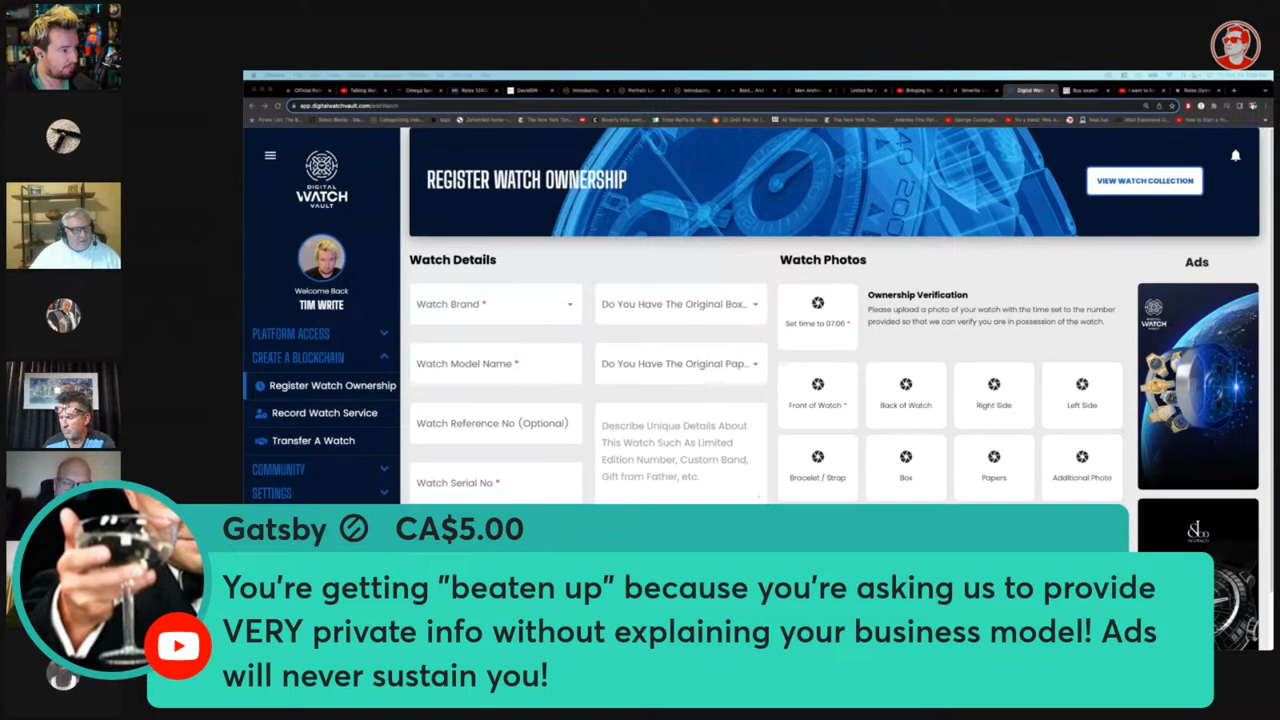 app.digitalwatchvault.com/addWatch
DIGITAL
WATCH
VAULT
REGISTER WATCH OWNERSHIP
VIEW WATCH COLLECTION
Welcome Back
TIM WRITE
PLATFORM ACCESS
CREATE A BLOCKCHAIN
Register Watch Ownership
Record Watch Service
Transfer A Watch
COMMUNITY
SETTINGS
Watch Details
Watch Brand *
Do You Have The Original Box...
Watch Model Name *
Do You Have The Original Pap...
Watch Reference No (Optional)
Describe Unique Details About
This Watch Such As Limited
Edition Number, Custom Band,
Gift from Father, etc.
Watch Serial No *
Watch Photos
Set time to 07:06 *
Ownership Verification
Please upload a photo of your watch with the time set to the number
provided so that we can verify you are in possession of the watch.
Front of Watch *
Back of Watch
Right Side
Left Side
Bracelet / Strap
Box
Papers
Additional Photo
Ads
WATCH
Gatsby CA$5.00
You're getting "beaten up" because you're asking us to provide
VERY private info without explaining your business model! Ads
will never sustain you!